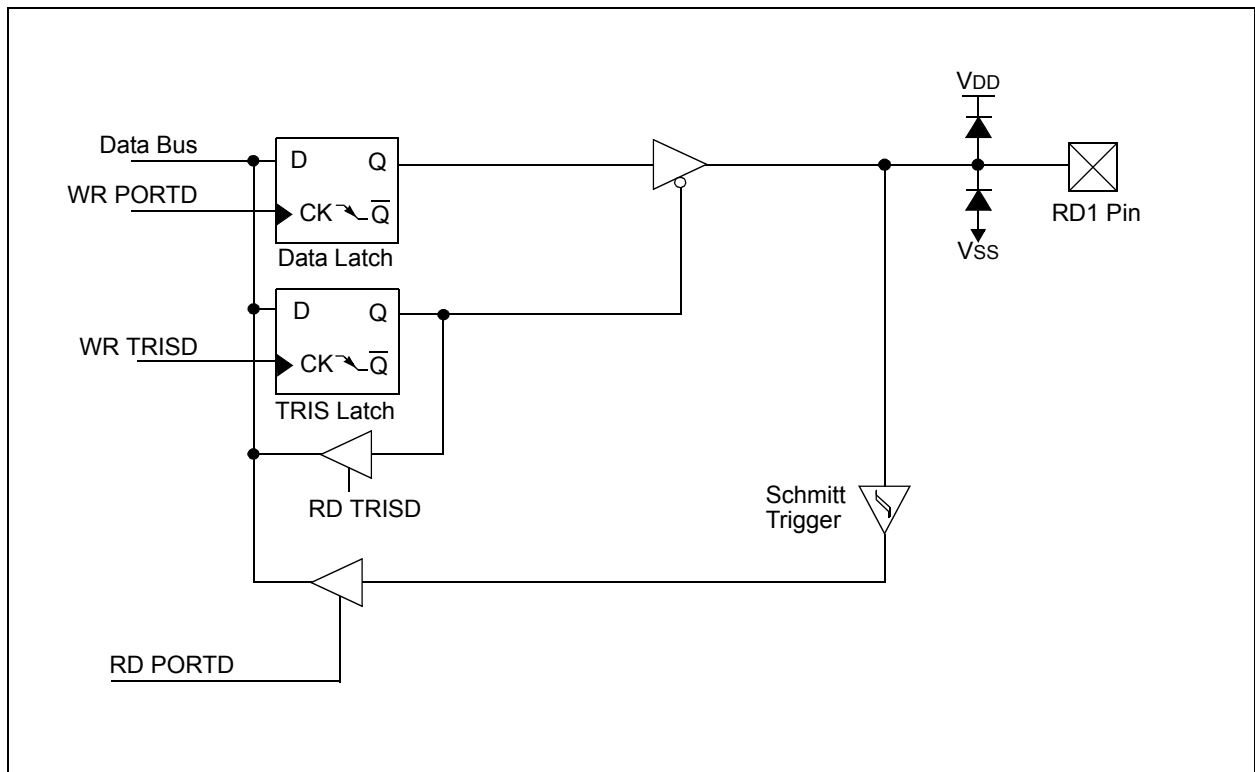 VDD
Data Bus
D Q
WR PORTD
CK Q̅
RD1 Pin
VSS
Data Latch
D Q
WR TRISD
CK Q̅
TRIS Latch
RD TRISD
Schmitt
Trigger
RD PORTD